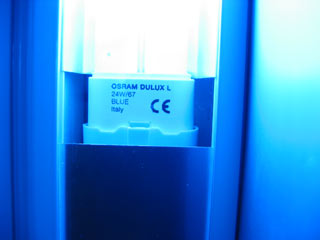 OSRAM DULUX L
24W/67
BLUE
Italy
CE